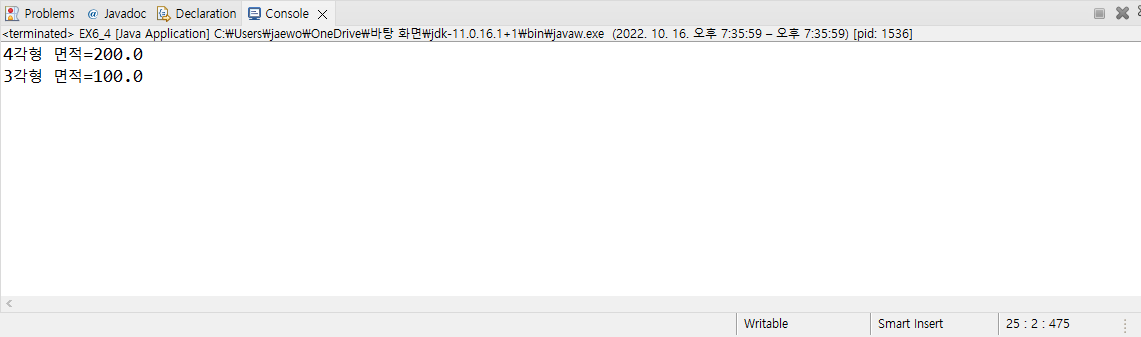 Problems @ Javadoc Declaration Console
<terminated> EX6_4 [Java Application] C:₩Users₩jaewo₩OneDrive₩바탕 화면₩jdk-11.0.16.1+1₩bin₩javaw.exe (2022. 10. 16. 오후 7:35:59 – 오후 7:35:59) [pid: 1536]
4각형 면적=200.0
3각형 면적=100.0
Writable Smart Insert 25 : 2 : 475